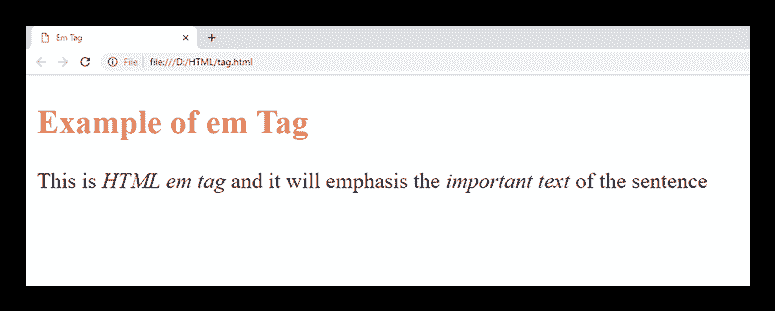 Em Tag
File file:///D:/HTML/tag.html
Example of em Tag
This is HTML em tag and it will emphasis the important text of the sentence